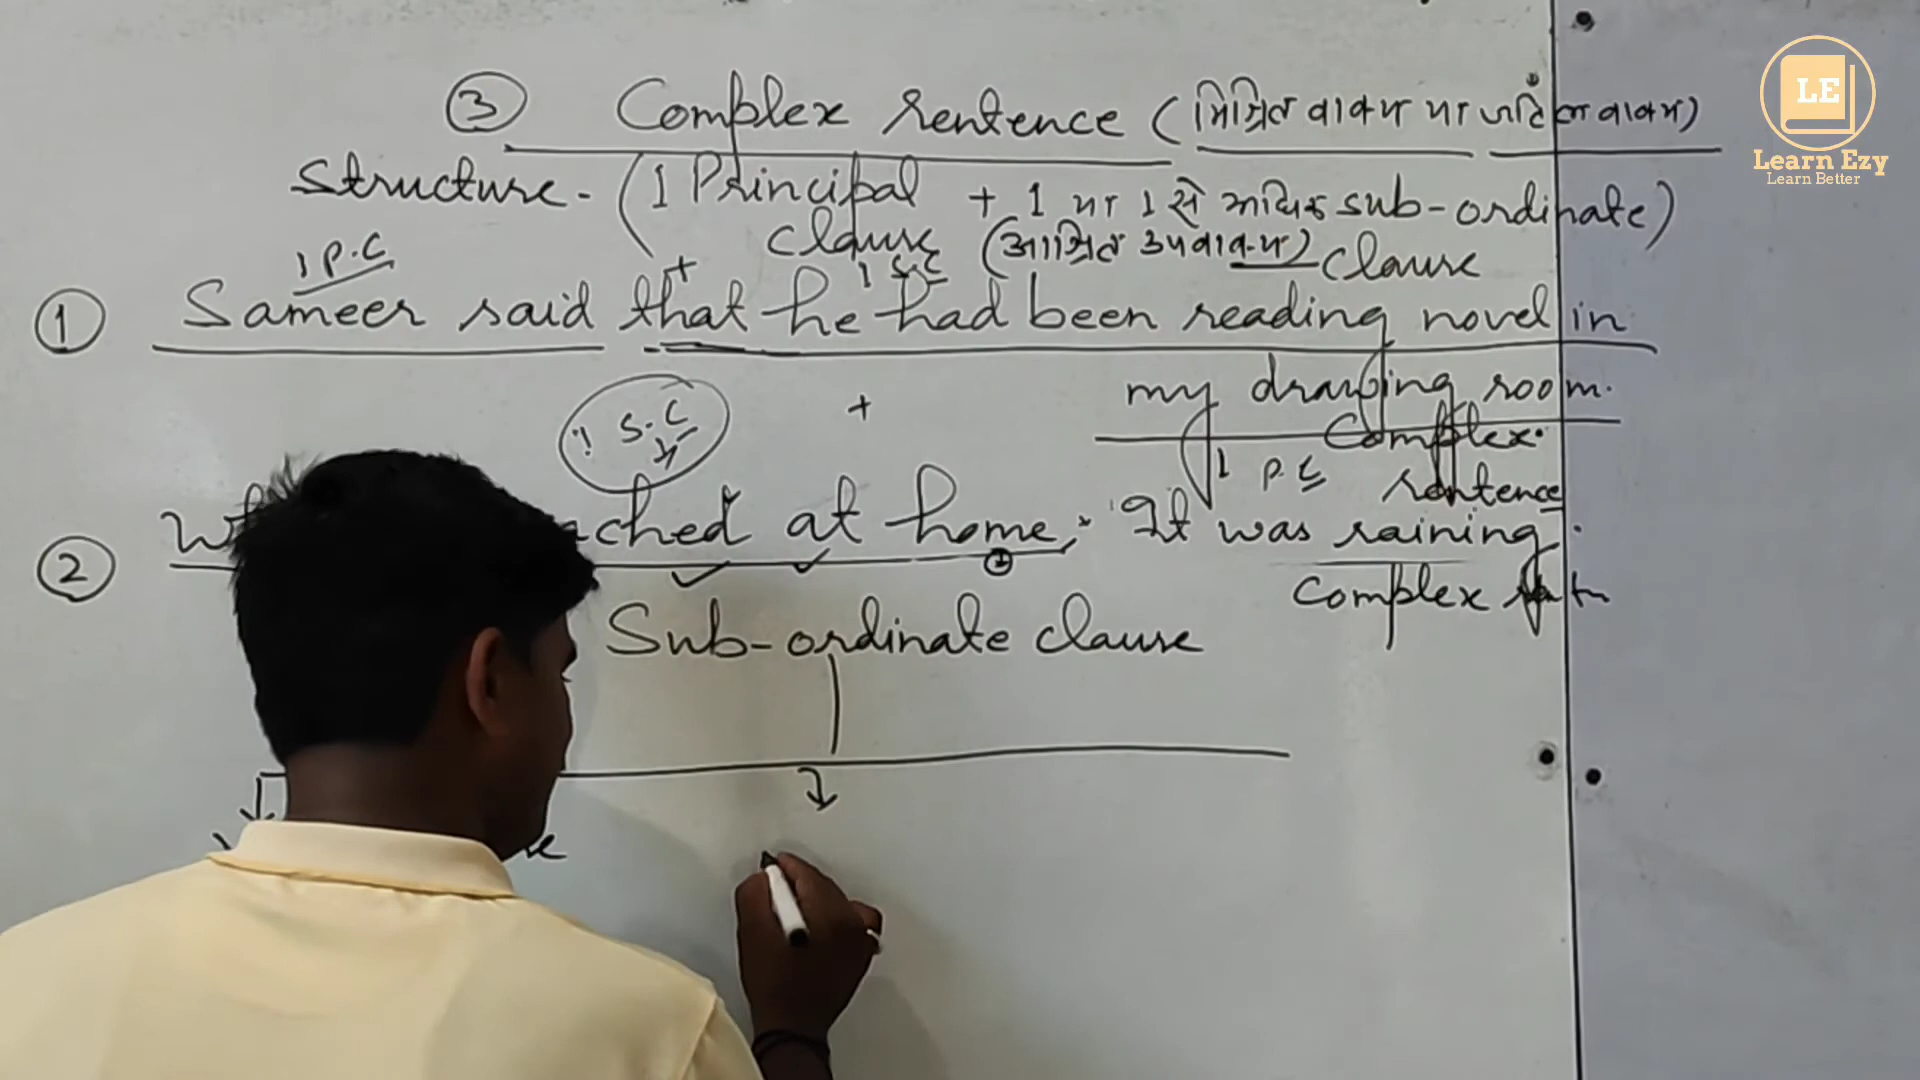 ③ Complex sentence (मिश्रित वाक्य या जटिल वाक्य)
Structure - (1 Principal + 1 या 1 से अधिक sub-ordinate)
clause (आश्रित उपवाक्य) clause
1 P.C + 1 S.C
① Sameer said that he had been reading novel in
my drawing room.
Complex
sentence
1 S.C + 1 P.C
② ached at home, It was raining.
Complex
Sub-ordinate clause
LE
Learn Ezy
Learn Better